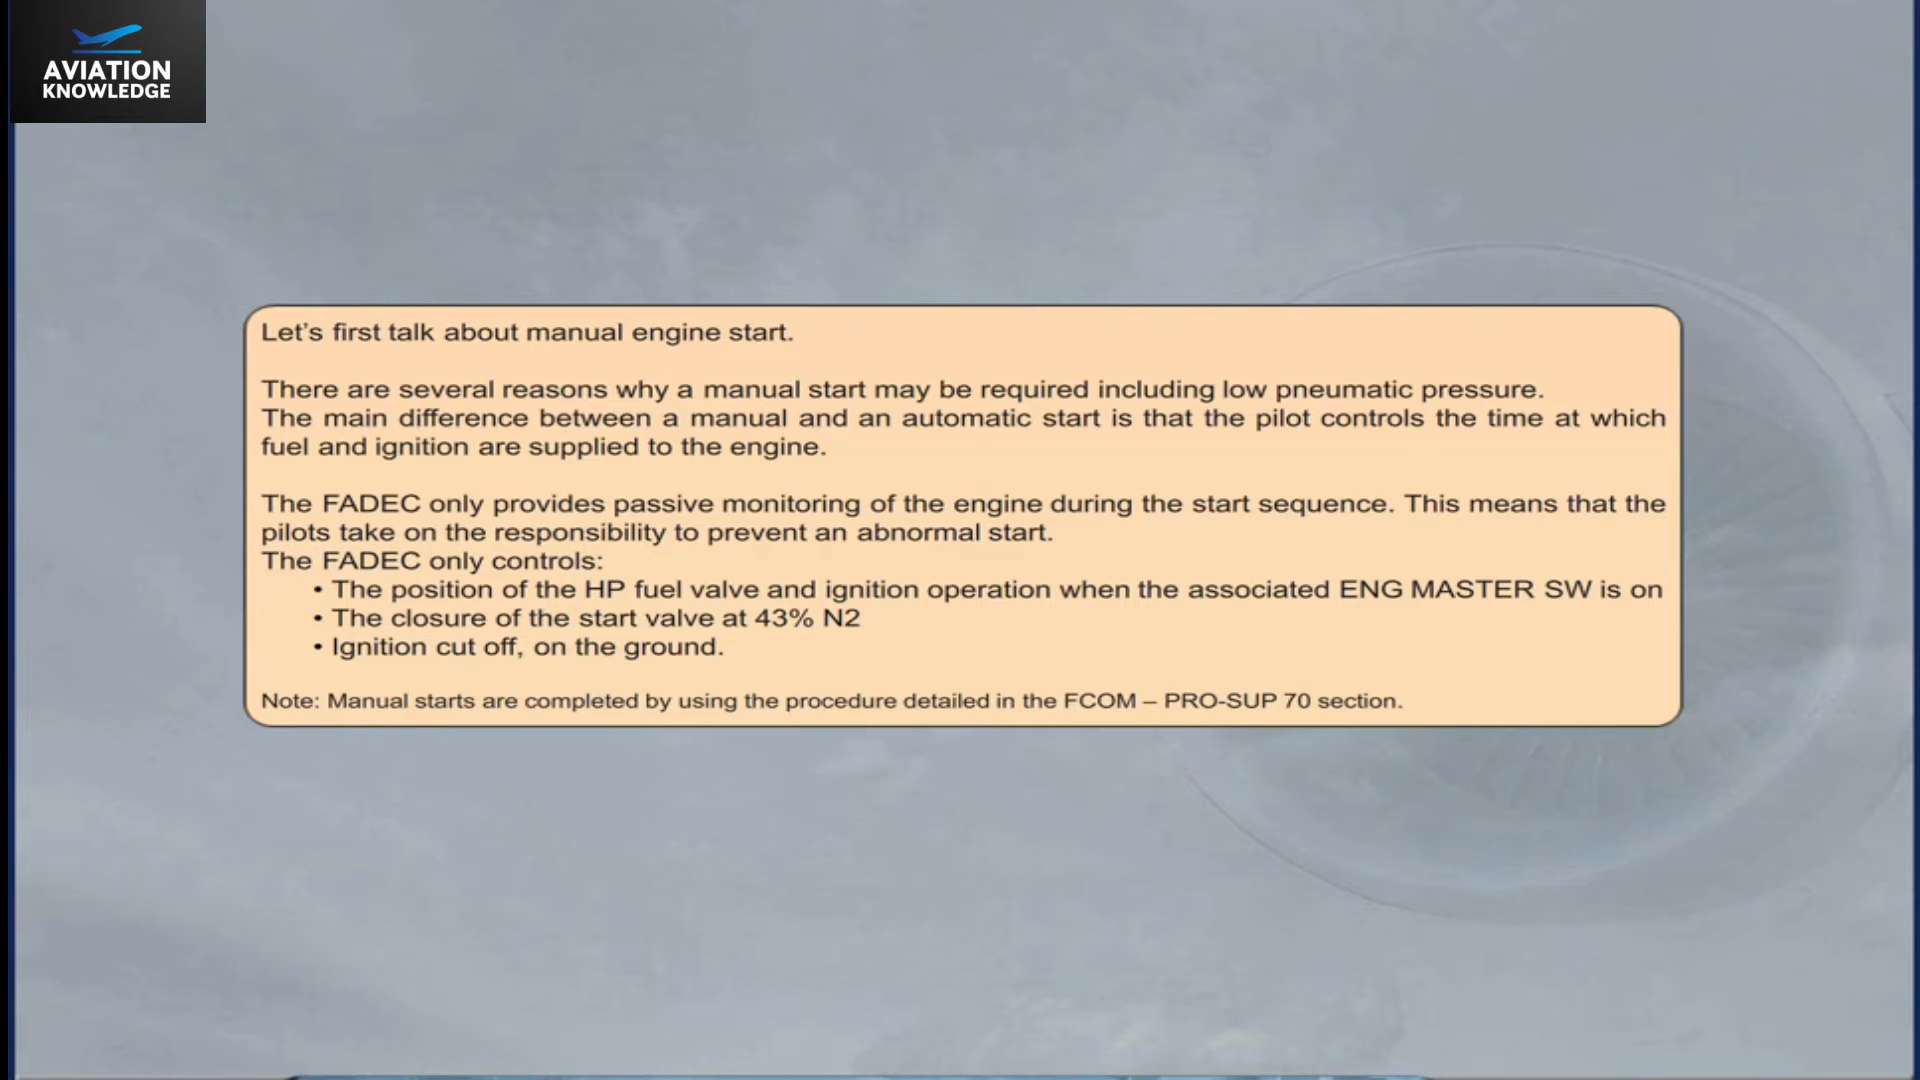 AVIATION
KNOWLEDGE
Let's first talk about manual engine start.
There are several reasons why a manual start may be required including low pneumatic pressure.
The main difference between a manual and an automatic start is that the pilot controls the time at which
fuel and ignition are supplied to the engine.
The FADEC only provides passive monitoring of the engine during the start sequence. This means that the
pilots take on the responsibility to prevent an abnormal start.
The FADEC only controls:
• The position of the HP fuel valve and ignition operation when the associated ENG MASTER SW is on
• The closure of the start valve at 43% N2
• Ignition cut off, on the ground.
Note: Manual starts are completed by using the procedure detailed in the FCOM – PRO-SUP 70 section.